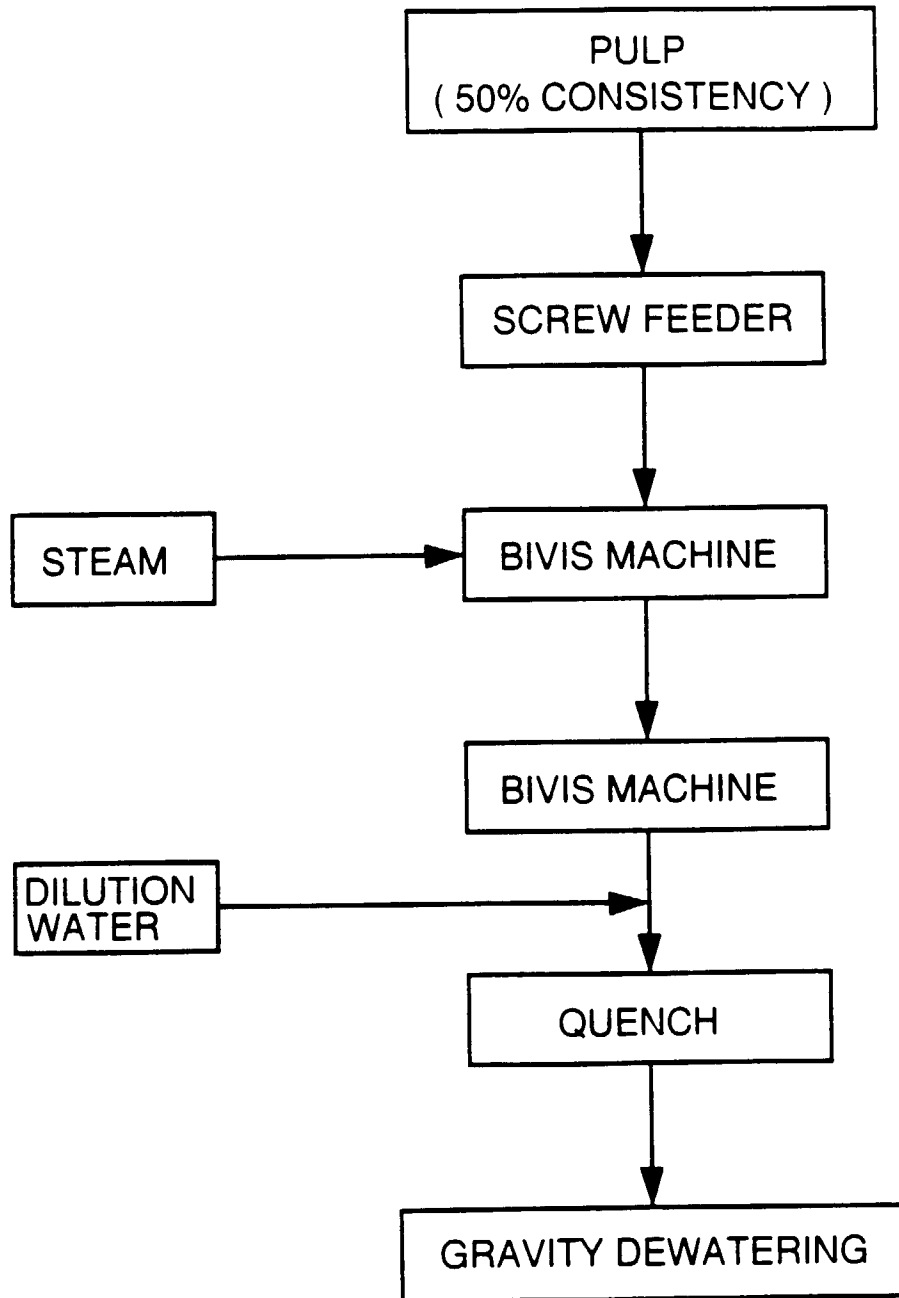 PULP
( 50% CONSISTENCY )
SCREW FEEDER
STEAM
BIVIS MACHINE
BIVIS MACHINE
DILUTION
WATER
QUENCH
GRAVITY DEWATERING